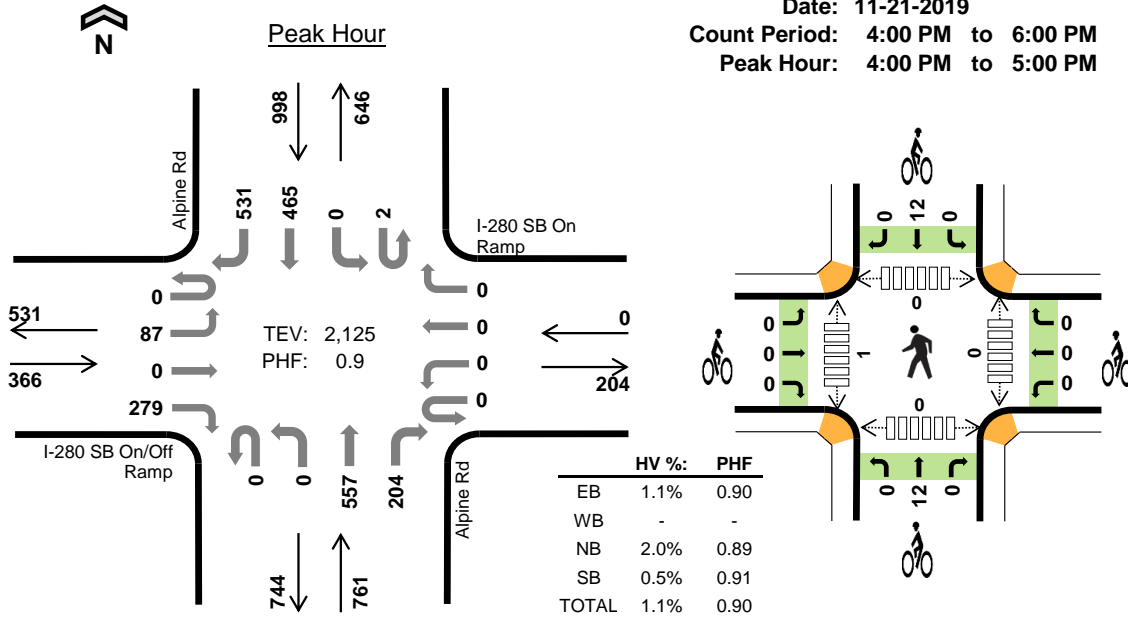 N
Peak Hour
Date: 11-21-2019
Count Period: 4:00 PM to 6:00 PM
Peak Hour: 4:00 PM to 5:00 PM
998
646
Alpine Rd
531
465
0
2
I-280 SB On
Ramp
0
87
0
279
531
366
TEV: 2,125
PHF: 0.9
0
0
0
0
0
204
I-280 SB On/Off
Ramp
0
0
557
204
Alpine Rd
744
761
HV %: PHF
EB 1.1% 0.90
WB - -
NB 2.0% 0.89
SB 0.5% 0.91
TOTAL 1.1% 0.90
0
12
0
0
0
0
0
1
0
0
0
0
0
0
12
0